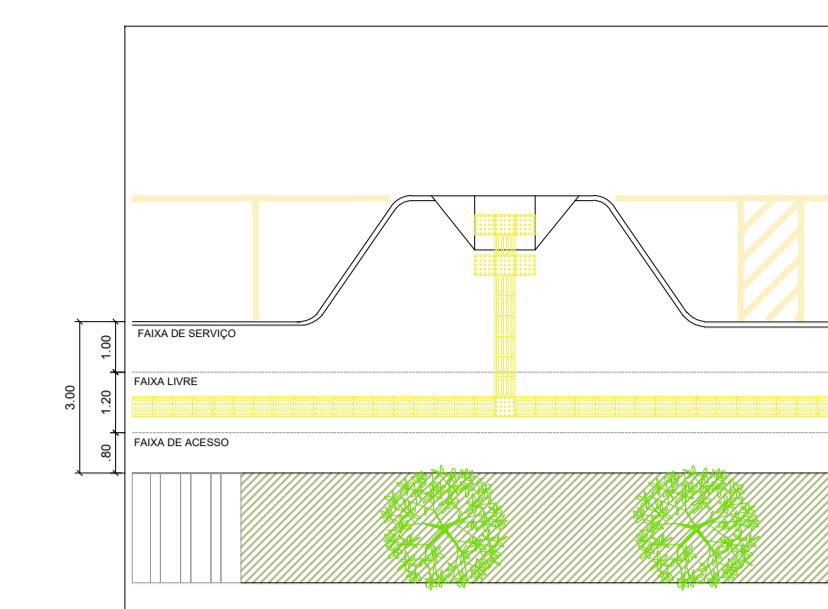 FAIXA DE SERVIÇO
1.00
FAIXA LIVRE
3.00
1.20
FAIXA DE ACESSO
.80